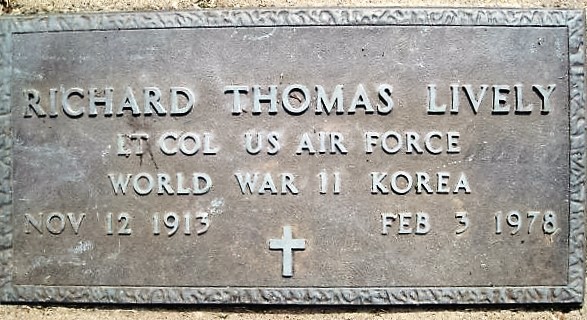 RICHARD THOMAS LIVELY
LT COL US AIR FORCE
WORLD WAR II KOREA
NOV 12 1913 FEB 3 1978